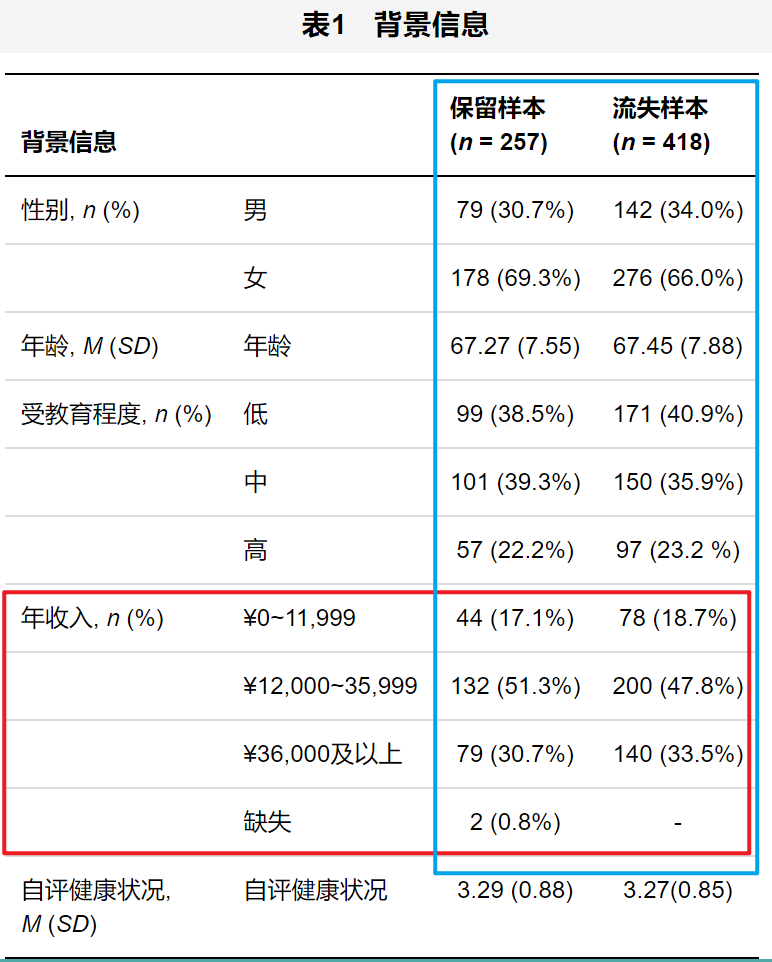 表1 背景信息
背景信息 保留样本 (n = 257) 流失样本 (n = 418)
性别, n (%) 男 79 (30.7%) 142 (34.0%)
女 178 (69.3%) 276 (66.0%)
年龄, M (SD) 年龄 67.27 (7.55) 67.45 (7.88)
受教育程度, n (%) 低 99 (38.5%) 171 (40.9%)
中 101 (39.3%) 150 (35.9%)
高 57 (22.2%) 97 (23.2 %)
年收入, n (%) ¥0~11,999 44 (17.1%) 78 (18.7%)
¥12,000~35,999 132 (51.3%) 200 (47.8%)
¥36,000及以上 79 (30.7%) 140 (33.5%)
缺失 2 (0.8%) -
自评健康状况, M (SD) 自评健康状况 3.29 (0.88) 3.27(0.85)